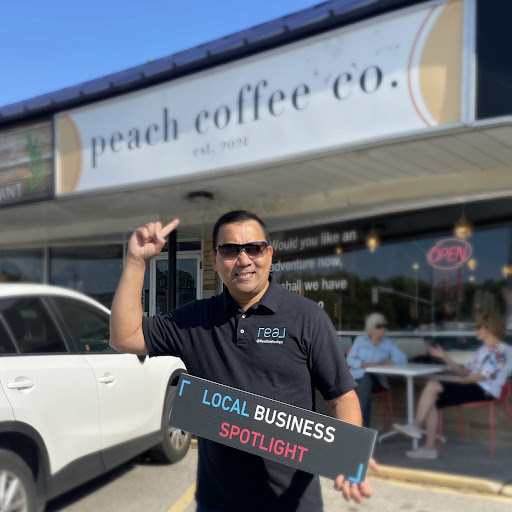 peach coffee co.
est. 2021
ANT
Would you like an
adventure now,
shall we have
OPEN
real
LOCAL BUSINESS
SPOTLIGHT